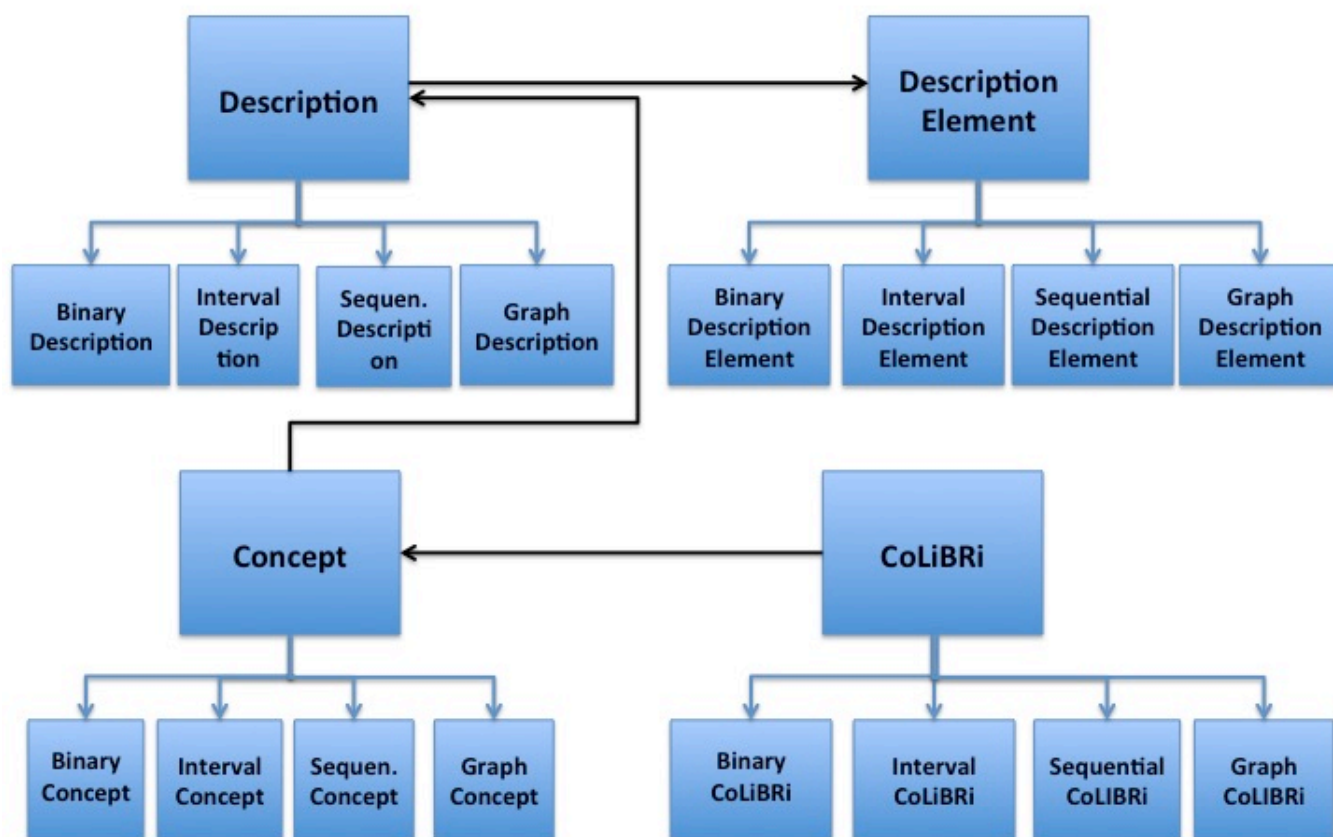 Description
Description
Element
Binary
Description
Interval
Descrip
tion
Sequen.
Descripti
on
Graph
Description
Binary
Description
Element
Interval
Description
Element
Sequential
Description
Element
Graph
Description
Element
Concept
CoLiBRi
Binary
Concept
Interval
Concept
Sequen.
Concept
Graph
Concept
Binary
CoLiBRi
Interval
CoLiBRi
Sequential
CoLIBRi
Graph
CoLIBRi